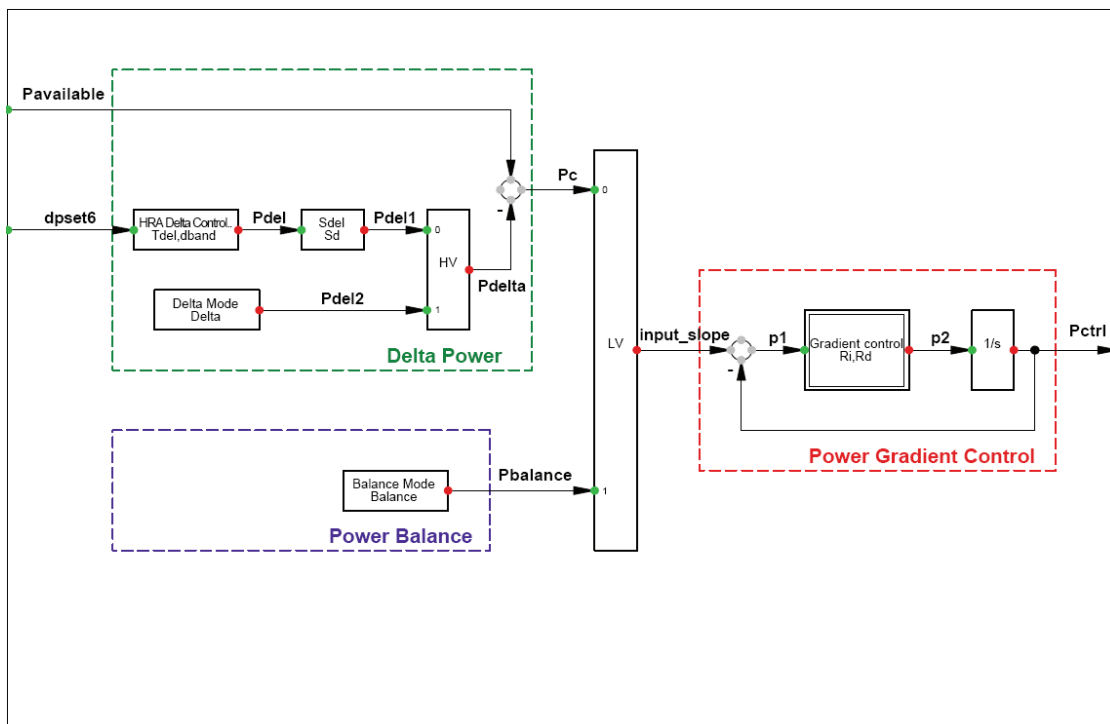 Pavailable
dpset6
HRA Delta Control..
Tdel,dband
Pdel
Sdel
Sd
Pdel1
0
HV
1
Pdelta
-
Pc
Delta Mode
Delta
Pdel2
Delta Power
0
LV
1
input_slope
-
p1
Gradient control
Ri,Rd
p2
1/s
Pctrl
Power Gradient Control
Balance Mode
Balance
Pbalance
Power Balance